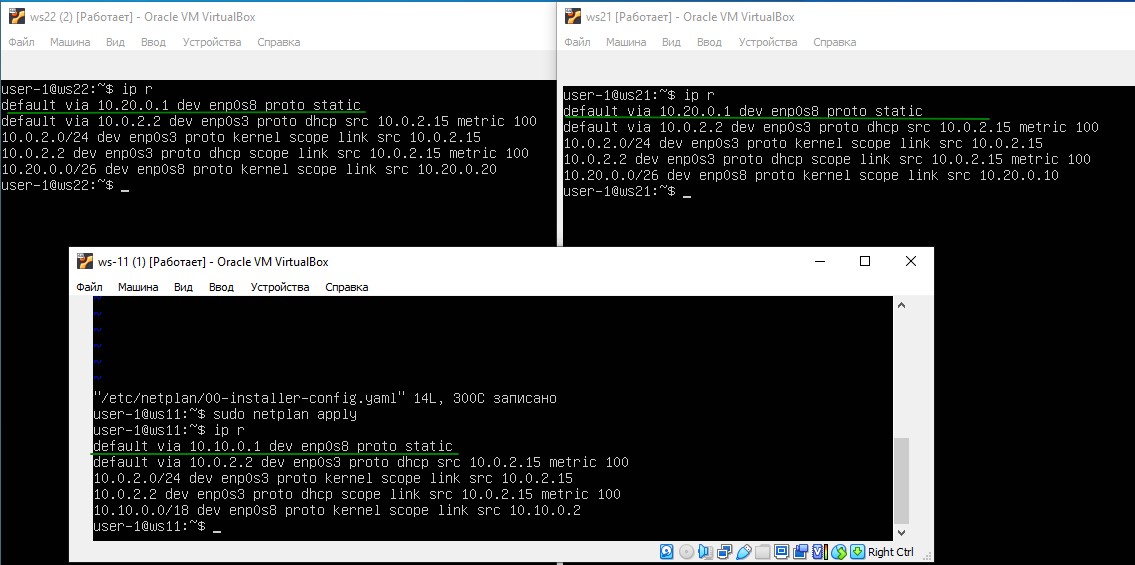 ws22 (2) [Работает] - Oracle VM VirtualBox
Файл Машина Вид Ввод Устройства Справка
user-1@ws22:~$ ip r
default via 10.20.0.1 dev enp0s8 proto static
default via 10.0.2.2 dev enp0s3 proto dhcp src 10.0.2.15 metric 100
10.0.2.0/24 dev enp0s3 proto kernel scope link src 10.0.2.15
10.0.2.2 dev enp0s3 proto dhcp scope link src 10.0.2.15 metric 100
10.20.0.0/26 dev enp0s8 proto kernel scope link src 10.20.0.20
user-1@ws22:~$ _
ws21 [Работает] - Oracle VM VirtualBox
Файл Машина Вид Ввод Устройства Справка
user-1@ws21:~$ ip r
default via 10.20.0.1 dev enp0s8 proto static
default via 10.0.2.2 dev enp0s3 proto dhcp src 10.0.2.15 metric 100
10.0.2.0/24 dev enp0s3 proto kernel scope link src 10.0.2.15
10.0.2.2 dev enp0s3 proto dhcp scope link src 10.0.2.15 metric 100
10.20.0.0/26 dev enp0s8 proto kernel scope link src 10.20.0.10
user-1@ws21:~$ _
ws-11 (1) [Работает] - Oracle VM VirtualBox
Файл Машина Вид Ввод Устройства Справка
~
~
~
~
~
~
"/etc/netplan/00-installer-config.yaml" 14L, 300C записано
user-1@ws11:~$ sudo netplan apply
user-1@ws11:~$ ip r
default via 10.10.0.1 dev enp0s8 proto static
default via 10.0.2.2 dev enp0s3 proto dhcp src 10.0.2.15 metric 100
10.0.2.0/24 dev enp0s3 proto kernel scope link src 10.0.2.15
10.0.2.2 dev enp0s3 proto dhcp scope link src 10.0.2.15 metric 100
10.10.0.0/18 dev enp0s8 proto kernel scope link src 10.10.0.2
user-1@ws11:~$ _
Right Ctrl